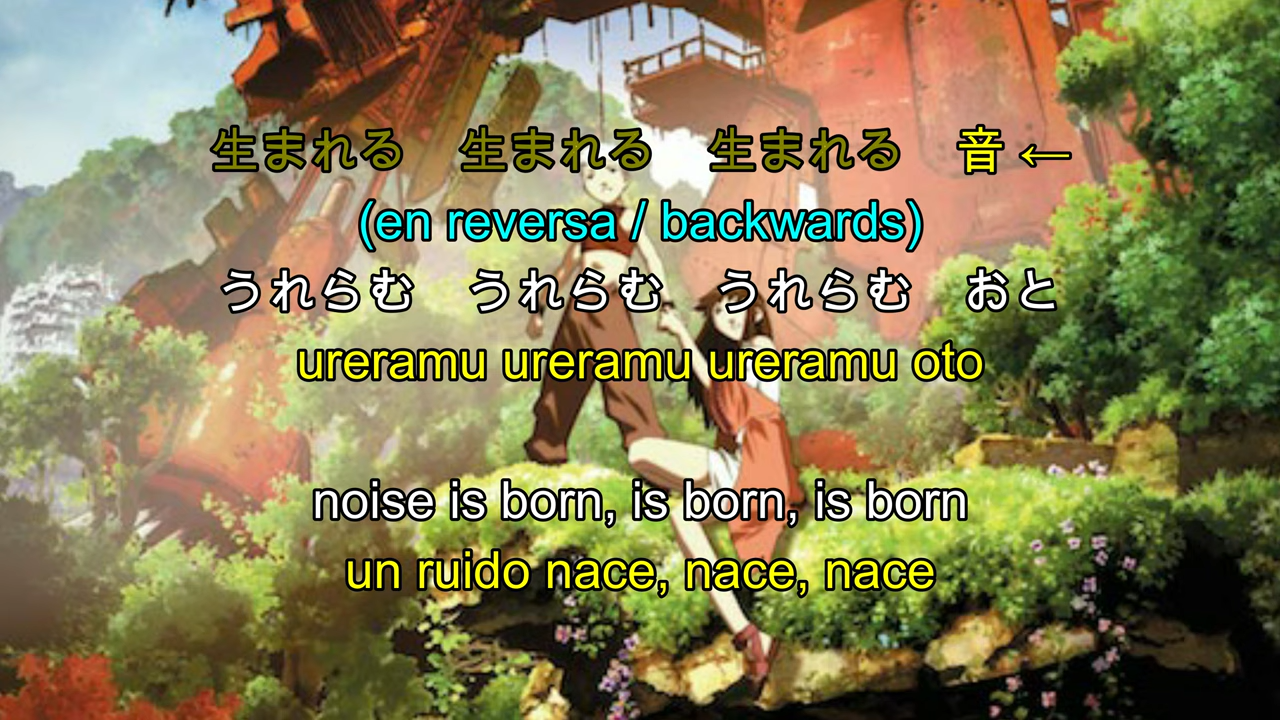 生まれる　生まれる　生まれる　音 ←
(en reversa / backwards)
うれらむ　うれらむ　うれらむ　おと
ureramu ureramu ureramu oto
noise is born, is born, is born
un ruido nace, nace, nace